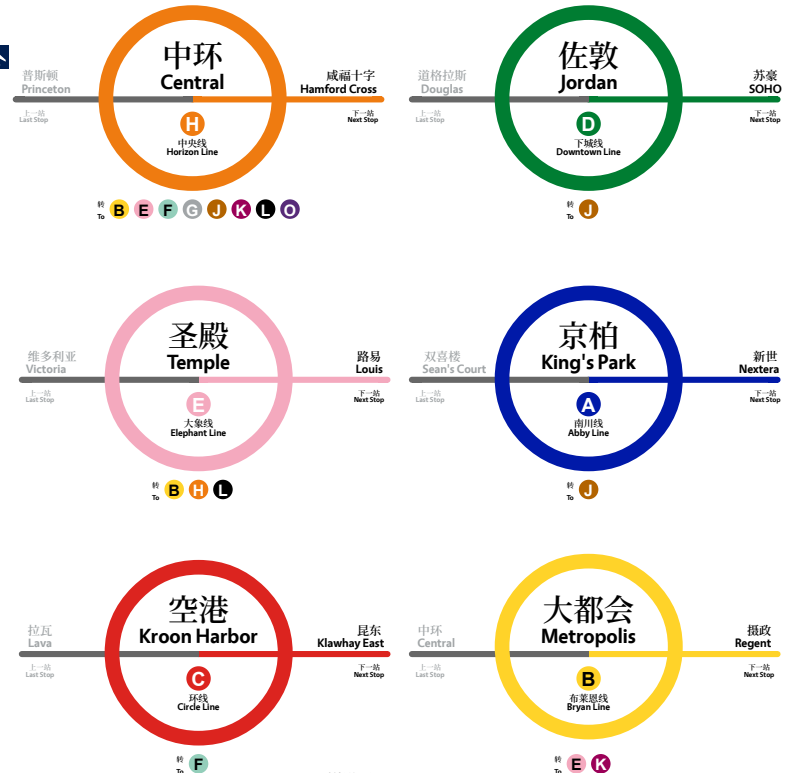 中环
Central
普斯顿
Princeton
咸福十字
Hamford Cross
上一站
Last Stop
下一站
Next Stop
H
中央线
Horizon Line
转
To
B E F G J K L O
佐敦
Jordan
道格拉斯
Douglas
苏豪
SOHO
上一站
Last Stop
下一站
Next Stop
D
下城线
Downtown Line
转
To
J
圣殿
Temple
维多利亚
Victoria
路易
Louis
上一站
Last Stop
下一站
Next Stop
E
大象线
Elephant Line
转
To
B H L
京柏
King's Park
双喜楼
Sean's Court
新世
Nextera
上一站
Last Stop
下一站
Next Stop
A
南川线
Abby Line
转
To
J
空港
Kroon Harbor
拉瓦
Lava
昆东
Klawhay East
上一站
Last Stop
下一站
Next Stop
C
环线
Circle Line
转
To
F
大都会
Metropolis
中环
Central
摄政
Regent
上一站
Last Stop
下一站
Next Stop
B
布莱恩线
Bryan Line
转
To
E K